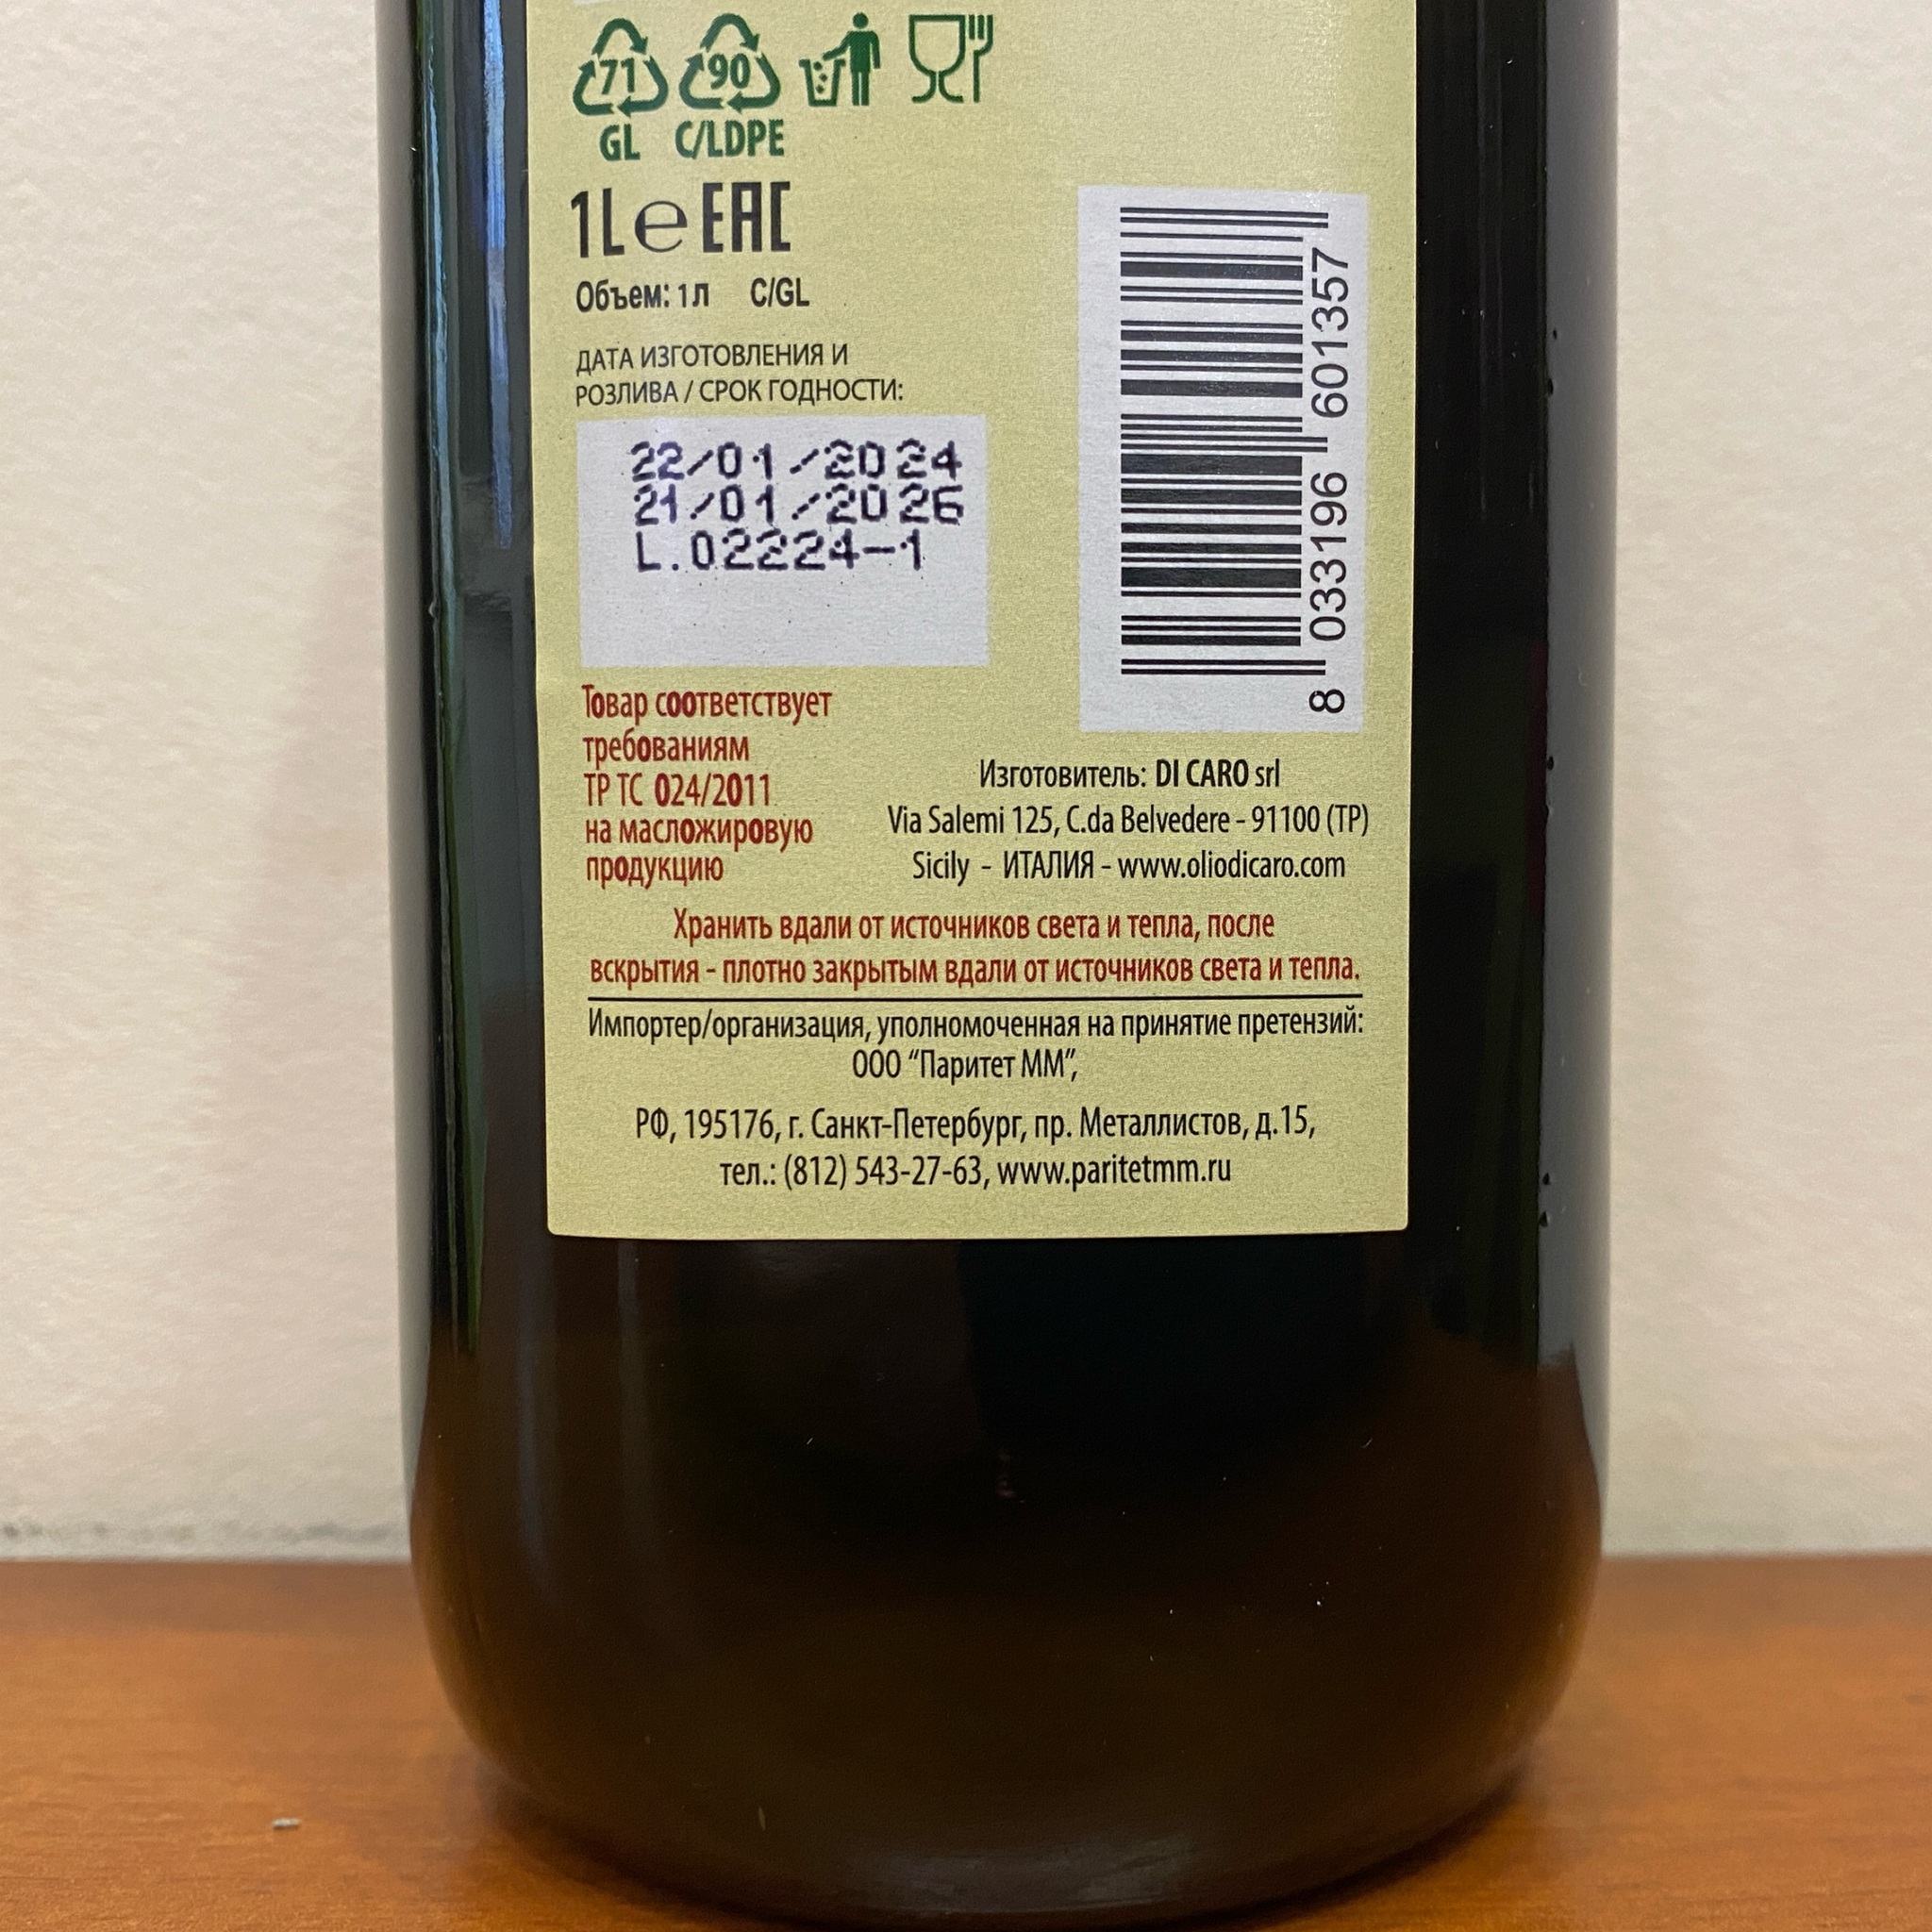 71 90
GL C/LDPE
1L e EAC
Объем: 1 л C/GL
ДАТА ИЗГОТОВЛЕНИЯ И
РОЗЛИВА / СРОК ГОДНОСТИ:
22/01/2024
21/01/2026
L.02224-1
8 033196 601357
Товар соответствует
требованиям
ТР ТС 024/2011
на масложировую
продукцию
Изготовитель: DI CARO srl
Via Salemi 125, C.da Belvedere - 91100 (TP)
Sicily - ИТАЛИЯ - www.oliodicaro.com
Хранить вдали от источников света и тепла, после
вскрытия - плотно закрытым вдали от источников света и тепла.
Импортер/организация, уполномоченная на принятие претензий:
ООО “Паритет ММ”,
РФ, 195176, г. Санкт-Петербург, пр. Металлистов, д.15,
тел.: (812) 543-27-63, www.paritetmm.ru